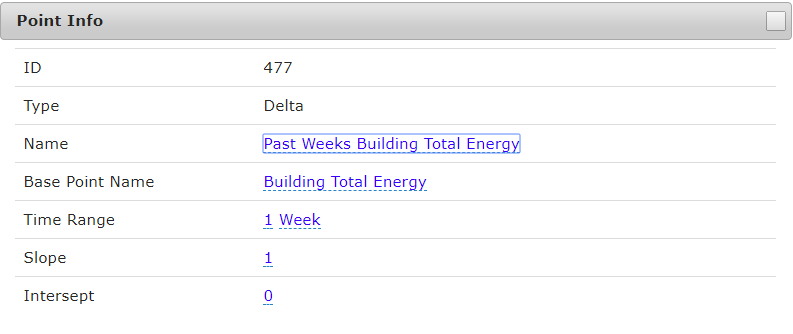 Point Info
ID 477
Type Delta
Name Past Weeks Building Total Energy
Base Point Name Building Total Energy
Time Range 1 Week
Slope 1
Intersept 0